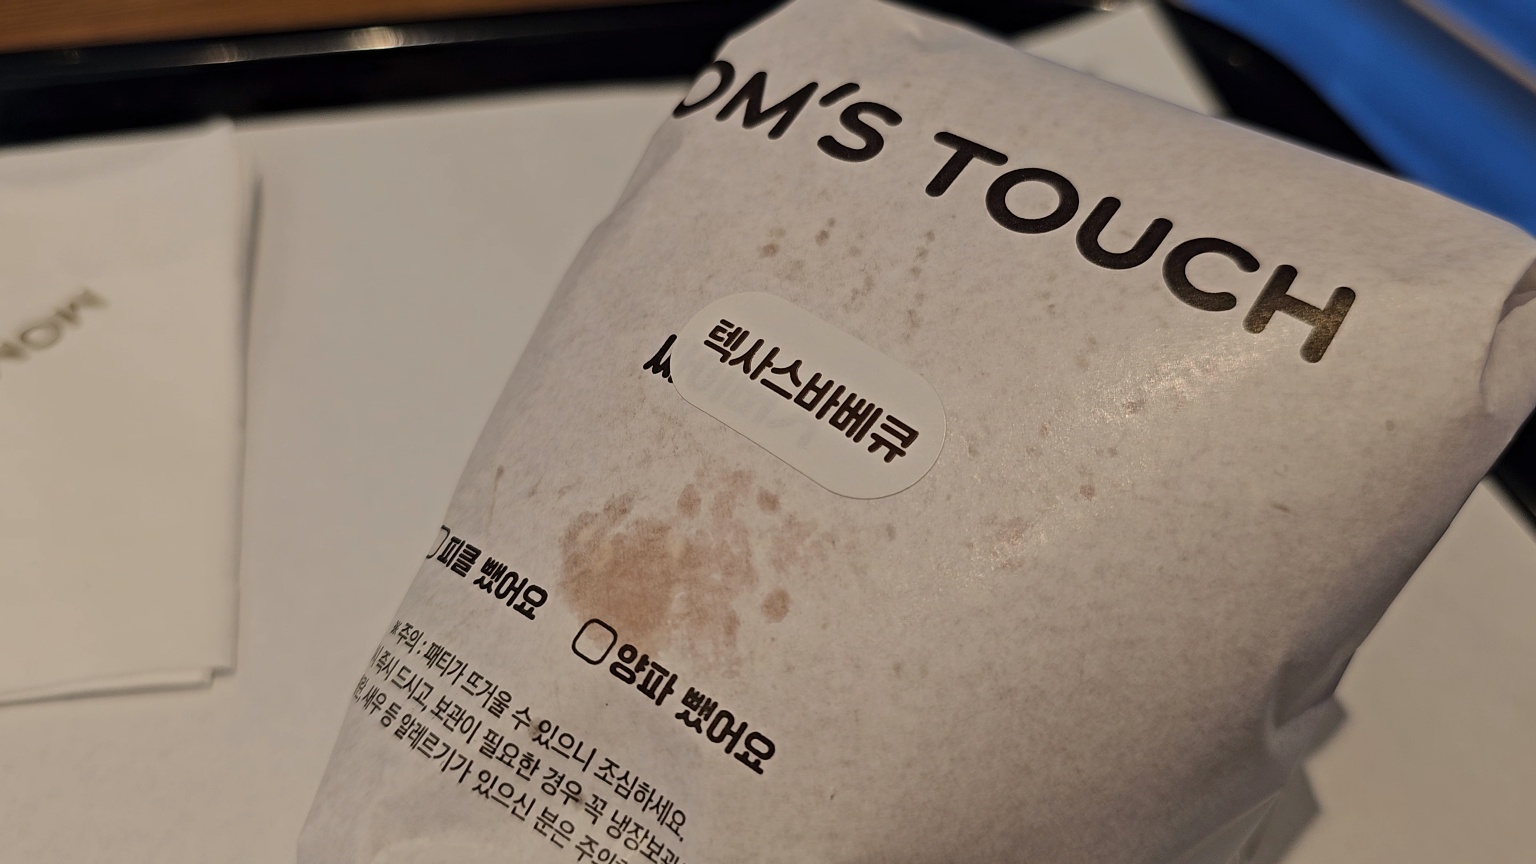 OM'S TOUCH
텍사스바베큐
피클 뺐어요
양파 뺐어요
※ 주의 : 패티가 뜨거울 수 있으니 조심하세요.
즉시 드시고, 보관이 필요한 경우 꼭 냉장보관
새우 등 알레르기가 있으신 분은
MOM